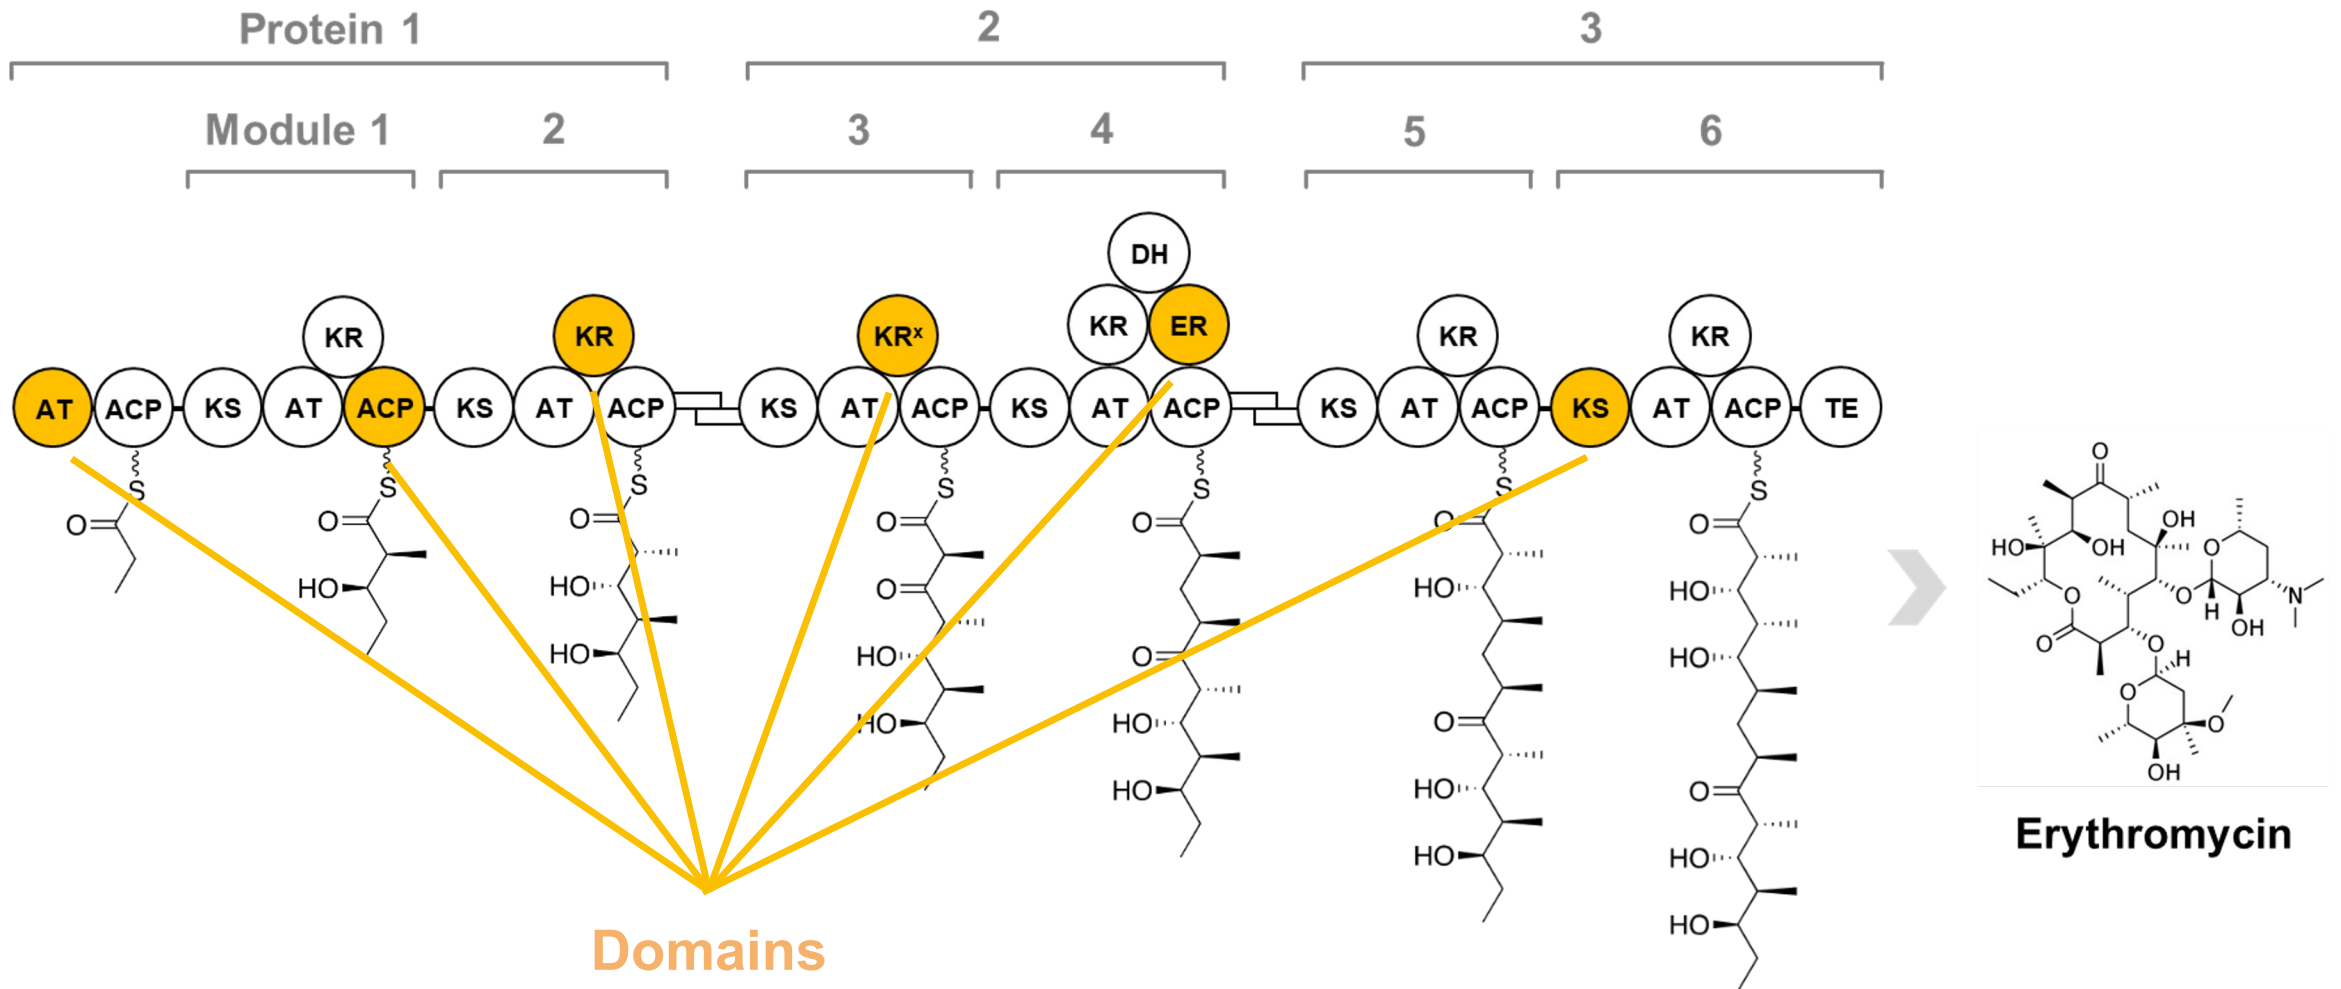 Protein 1 2 3
Module 1 2 3 4 5 6
DH
KR KR KRx KR ER KR KR
AT ACP KS AT ACP KS AT ACP KS AT ACP KS AT ACP KS AT ACP KS AT ACP TE
S S S S S S S
O O O O O O O
HO HO O HO HO
HO HO O HO HO
HO HO O O
HO HO HO
HO HO
O
HO OH OH O N
O O H OH
O O H
O O
OH
Erythromycin
Domains